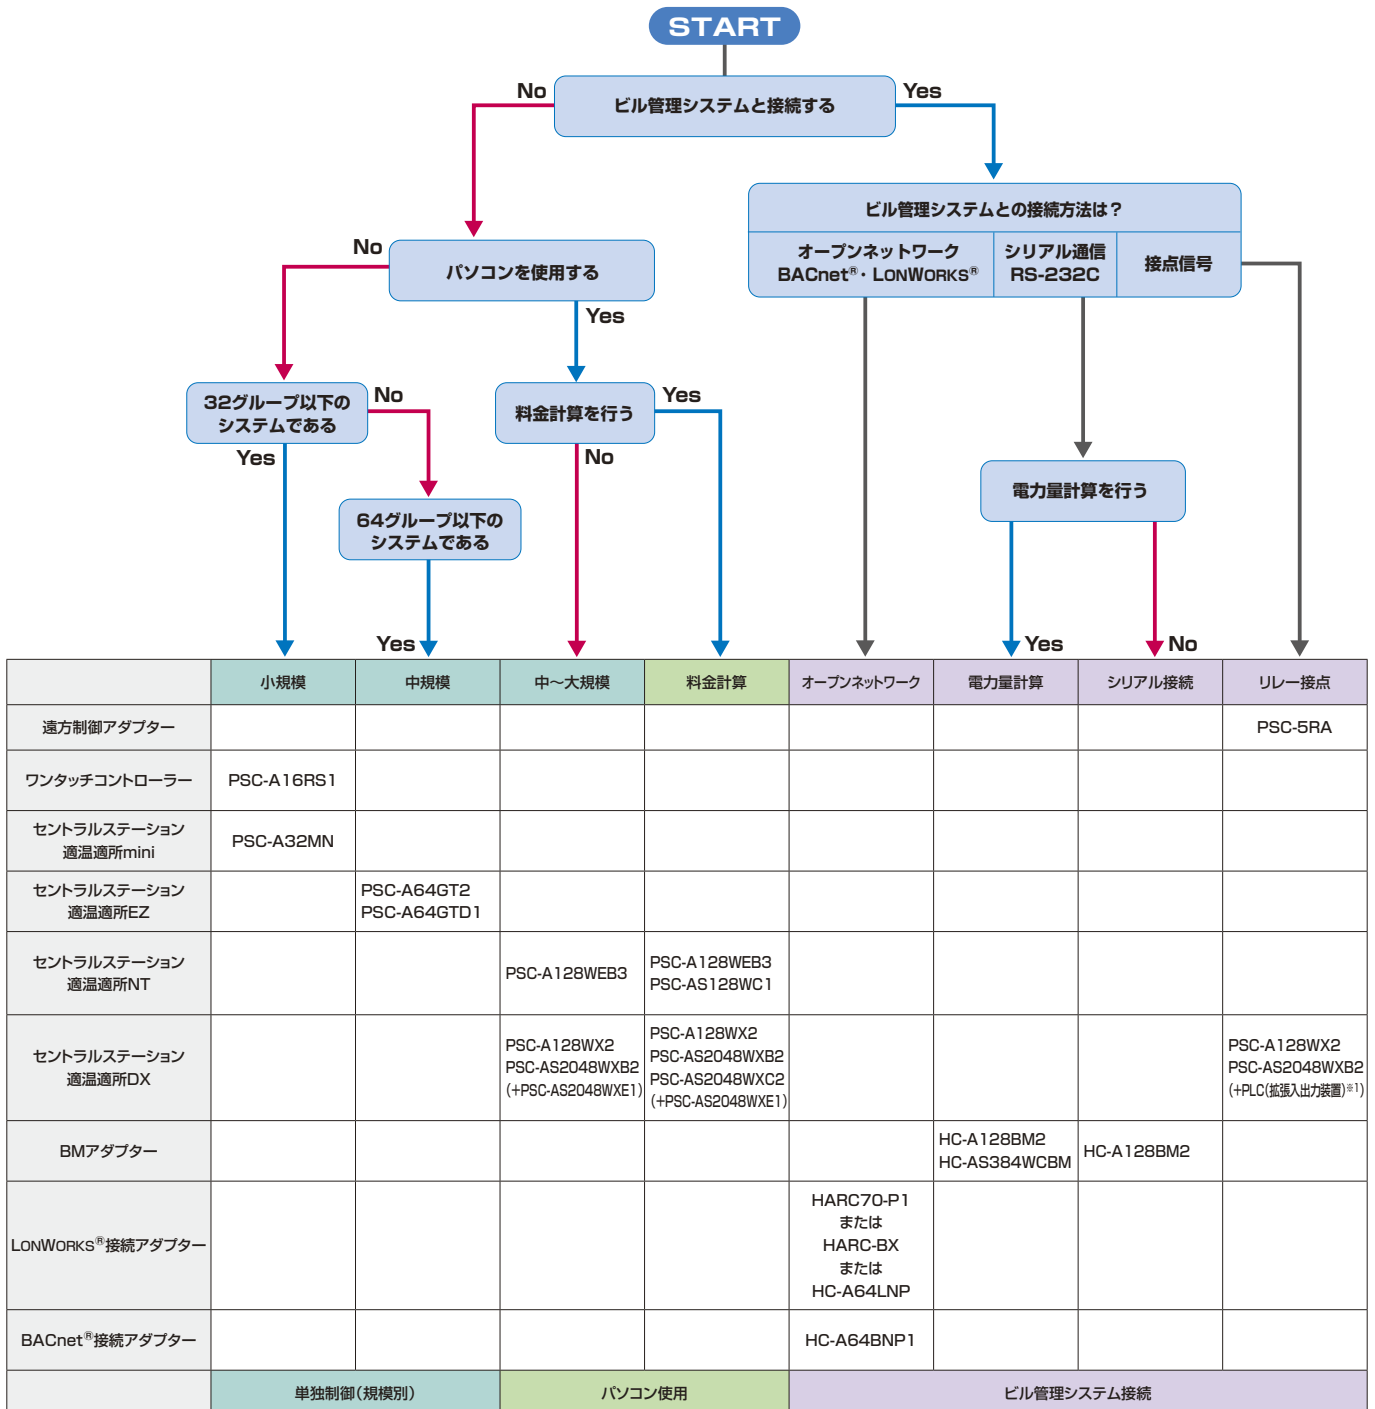 START
No
Yes
ビル管理システムと接続する
ビル管理システムとの接続方法は？
オープンネットワーク
BACnet®・LONWORKS®
シリアル通信
RS-232C
接点信号
No
パソコンを使用する
Yes
32グループ以下の
システムである
No
Yes
料金計算を行う
Yes
No
64グループ以下の
システムである
Yes
電力量計算を行う
Yes
No
小規模
中規模
中〜大規模
料金計算
オープンネットワーク
電力量計算
シリアル接続
リレー接点
遠方制御アダプター
PSC-5RA
ワンタッチコントローラー
PSC-A16RS1
セントラルステーション
適温適所mini
PSC-A32MN
セントラルステーション
適温適所EZ
PSC-A64GT2
PSC-A64GTD1
セントラルステーション
適温適所NT
PSC-A128WEB3
PSC-A128WEB3
PSC-AS128WC1
セントラルステーション
適温適所DX
PSC-A128WX2
PSC-AS2048WXB2
(+PSC-AS2048WXE1)
PSC-A128WX2
PSC-AS2048WXB2
PSC-AS2048WXC2
(+PSC-AS2048WXE1)
PSC-A128WX2
PSC-AS2048WXB2
(+PLC(拡張入出力装置)※1)
BMアダプター
HC-A128BM2
HC-AS384WCBM
HC-A128BM2
LONWORKS®接続アダプター
HARC70-P1
または
HARC-BX
または
HC-A64LNP
BACnet®接続アダプター
HC-A64BNP1
単独制御（規模別）
パソコン使用
ビル管理システム接続